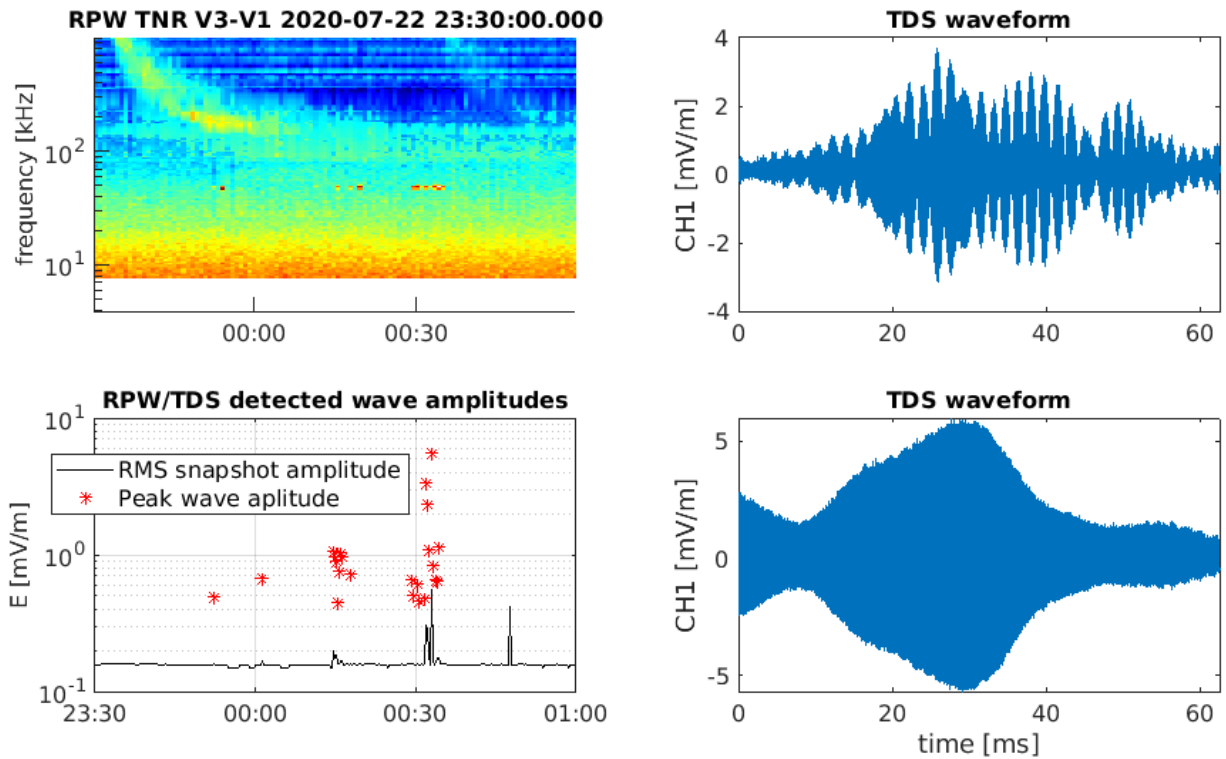 RPW TNR V3-V1 2020-07-22 23:30:00.000
frequency [kHz]
10²
10¹
00:00
00:30
TDS waveform
CH1 [mV/m]
4
2
0
-2
-4
0
20
40
60
RPW/TDS detected wave amplitudes
E [mV/m]
10¹
10⁰
10⁻¹
RMS snapshot amplitude
Peak wave aplitude
23:30
00:00
00:30
01:00
TDS waveform
CH1 [mV/m]
5
0
-5
0
20
40
60
time [ms]